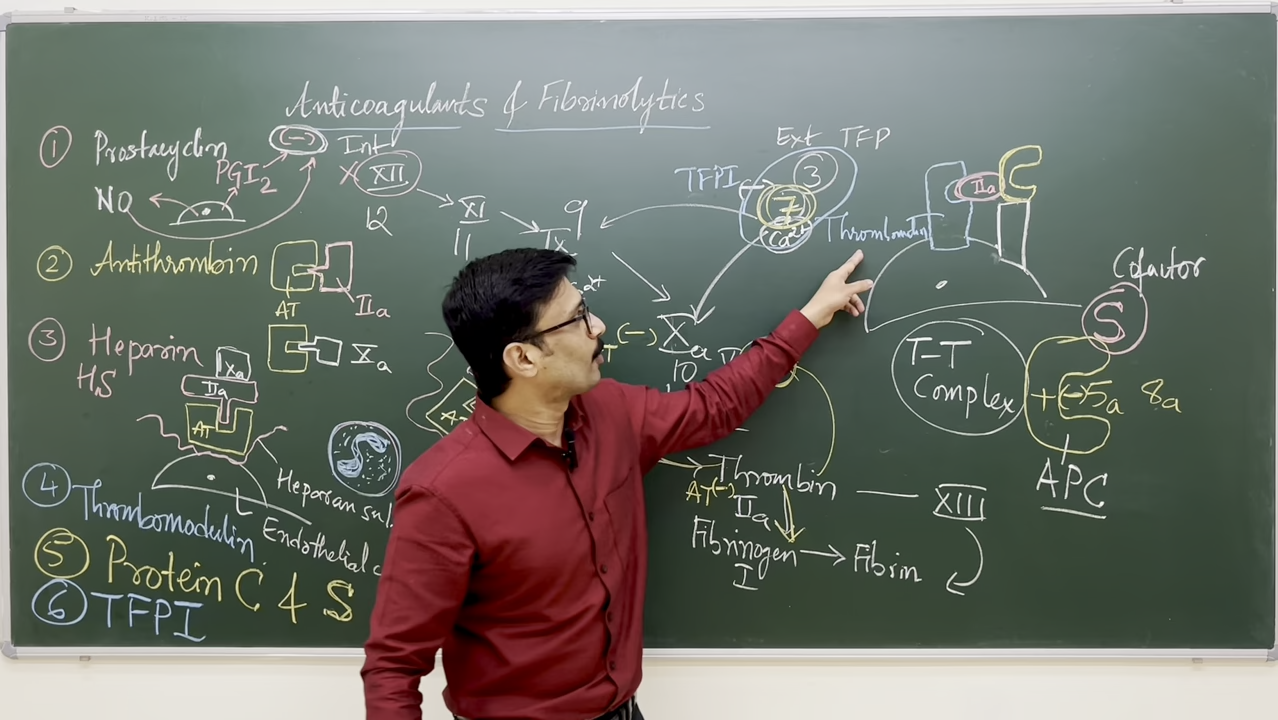 Anticoagulants & Fibrinolytics
① Prostacyclin (-)
PGI2
NO
② Antithrombin
AT
IIa
Xa
③ Heparin
HS
Xa
IIa
AT
Heparan
Endothelial
④ Thrombomodulin
⑤ Protein C & S
⑥ TFPI
Int
X XII
12
XI
11
IX 9
Ext TFP
TFPI
3
7
Ca2+
(-)
Xa
10
Thrombin
AT(-)
IIa
XIII
Fibrinogen
I
Fibrin
Thrombomodulin
IIa C
T-T
Complex
Cofactor
S
+ (-) 5a 8a
APC